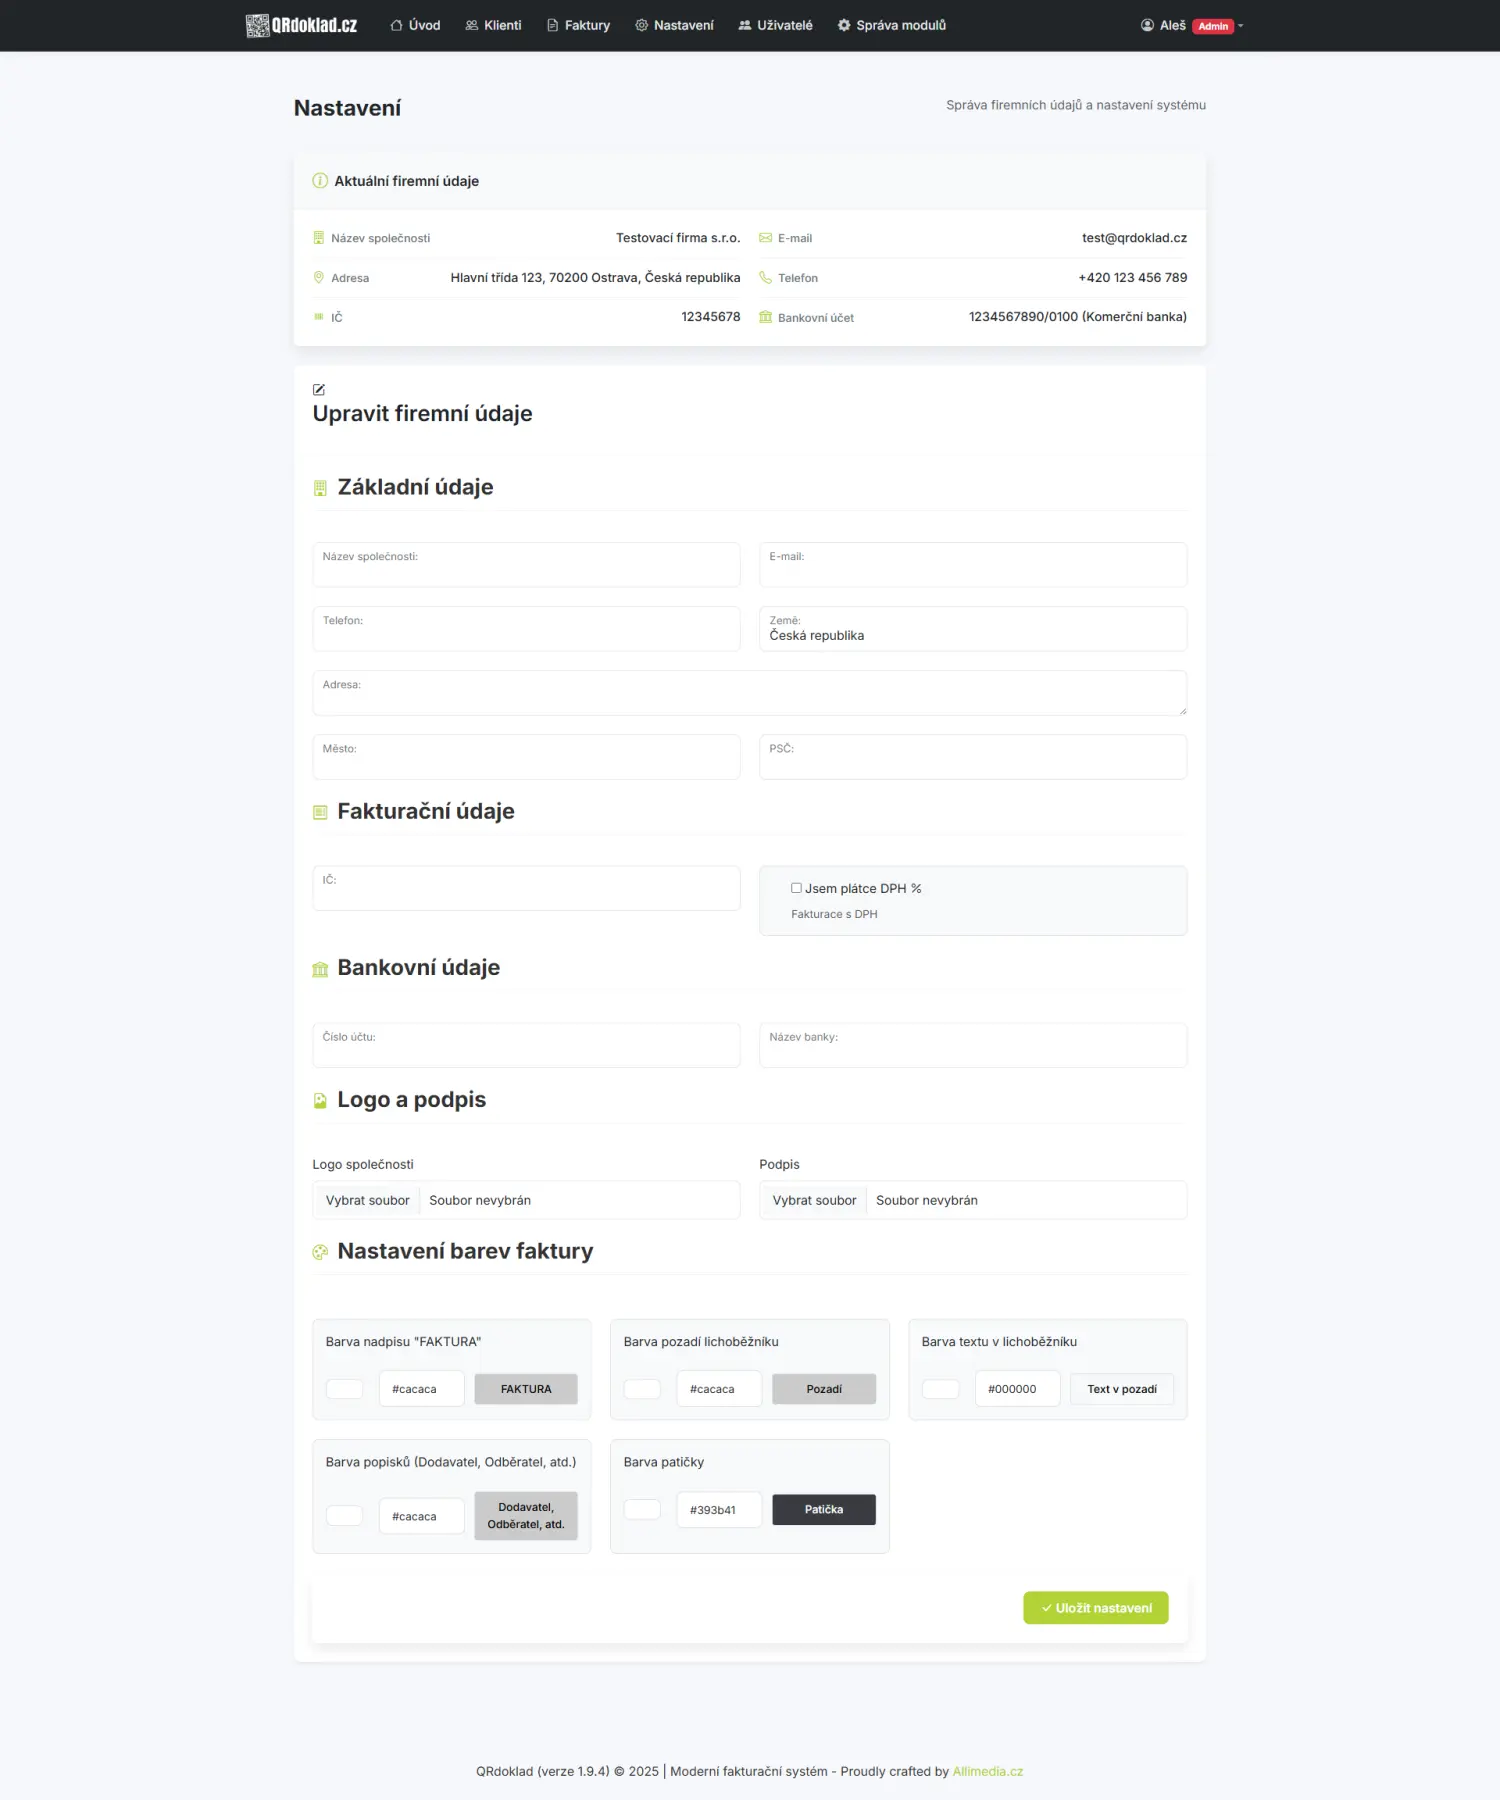 QRdoklad.cz Úvod Klienti Faktury Nastavení Uživatelé Správa modulů Aleš Admin
Nastavení
Správa firemních údajů a nastavení systému
Aktuální firemní údaje
Název společnosti Testovací firma s.r.o. E-mail test@qrdoklad.cz
Adresa Hlavní třída 123, 70200 Ostrava, Česká republika Telefon +420 123 456 789
IČ 12345678 Bankovní účet 1234567890/0100 (Komerční banka)
Upravit firemní údaje
Základní údaje
Název společnosti: E-mail:
Telefon: Země:
Česká republika
Adresa:
Město: PSČ:
Fakturační údaje
IČ: Jsem plátce DPH %
Fakturace s DPH
Bankovní údaje
Číslo účtu: Název banky:
Logo a podpis
Logo společnosti Podpis
Vybrat soubor Soubor nevybrán Vybrat soubor Soubor nevybrán
Nastavení barev faktury
Barva nadpisu "FAKTURA" Barva pozadí lichoběžníku Barva textu v lichoběžníku
#cacaca FAKTURA #cacaca Pozadí #000000 Text v pozadí
Barva popisků (Dodavatel, Odběratel, atd.) Barva patičky
#cacaca Dodavatel, Odběratel, atd. #393b41 Patička
Uložit nastavení
QRdoklad (verze 1.9.4) © 2025 | Moderní fakturační systém - Proudly crafted by Allimedia.cz